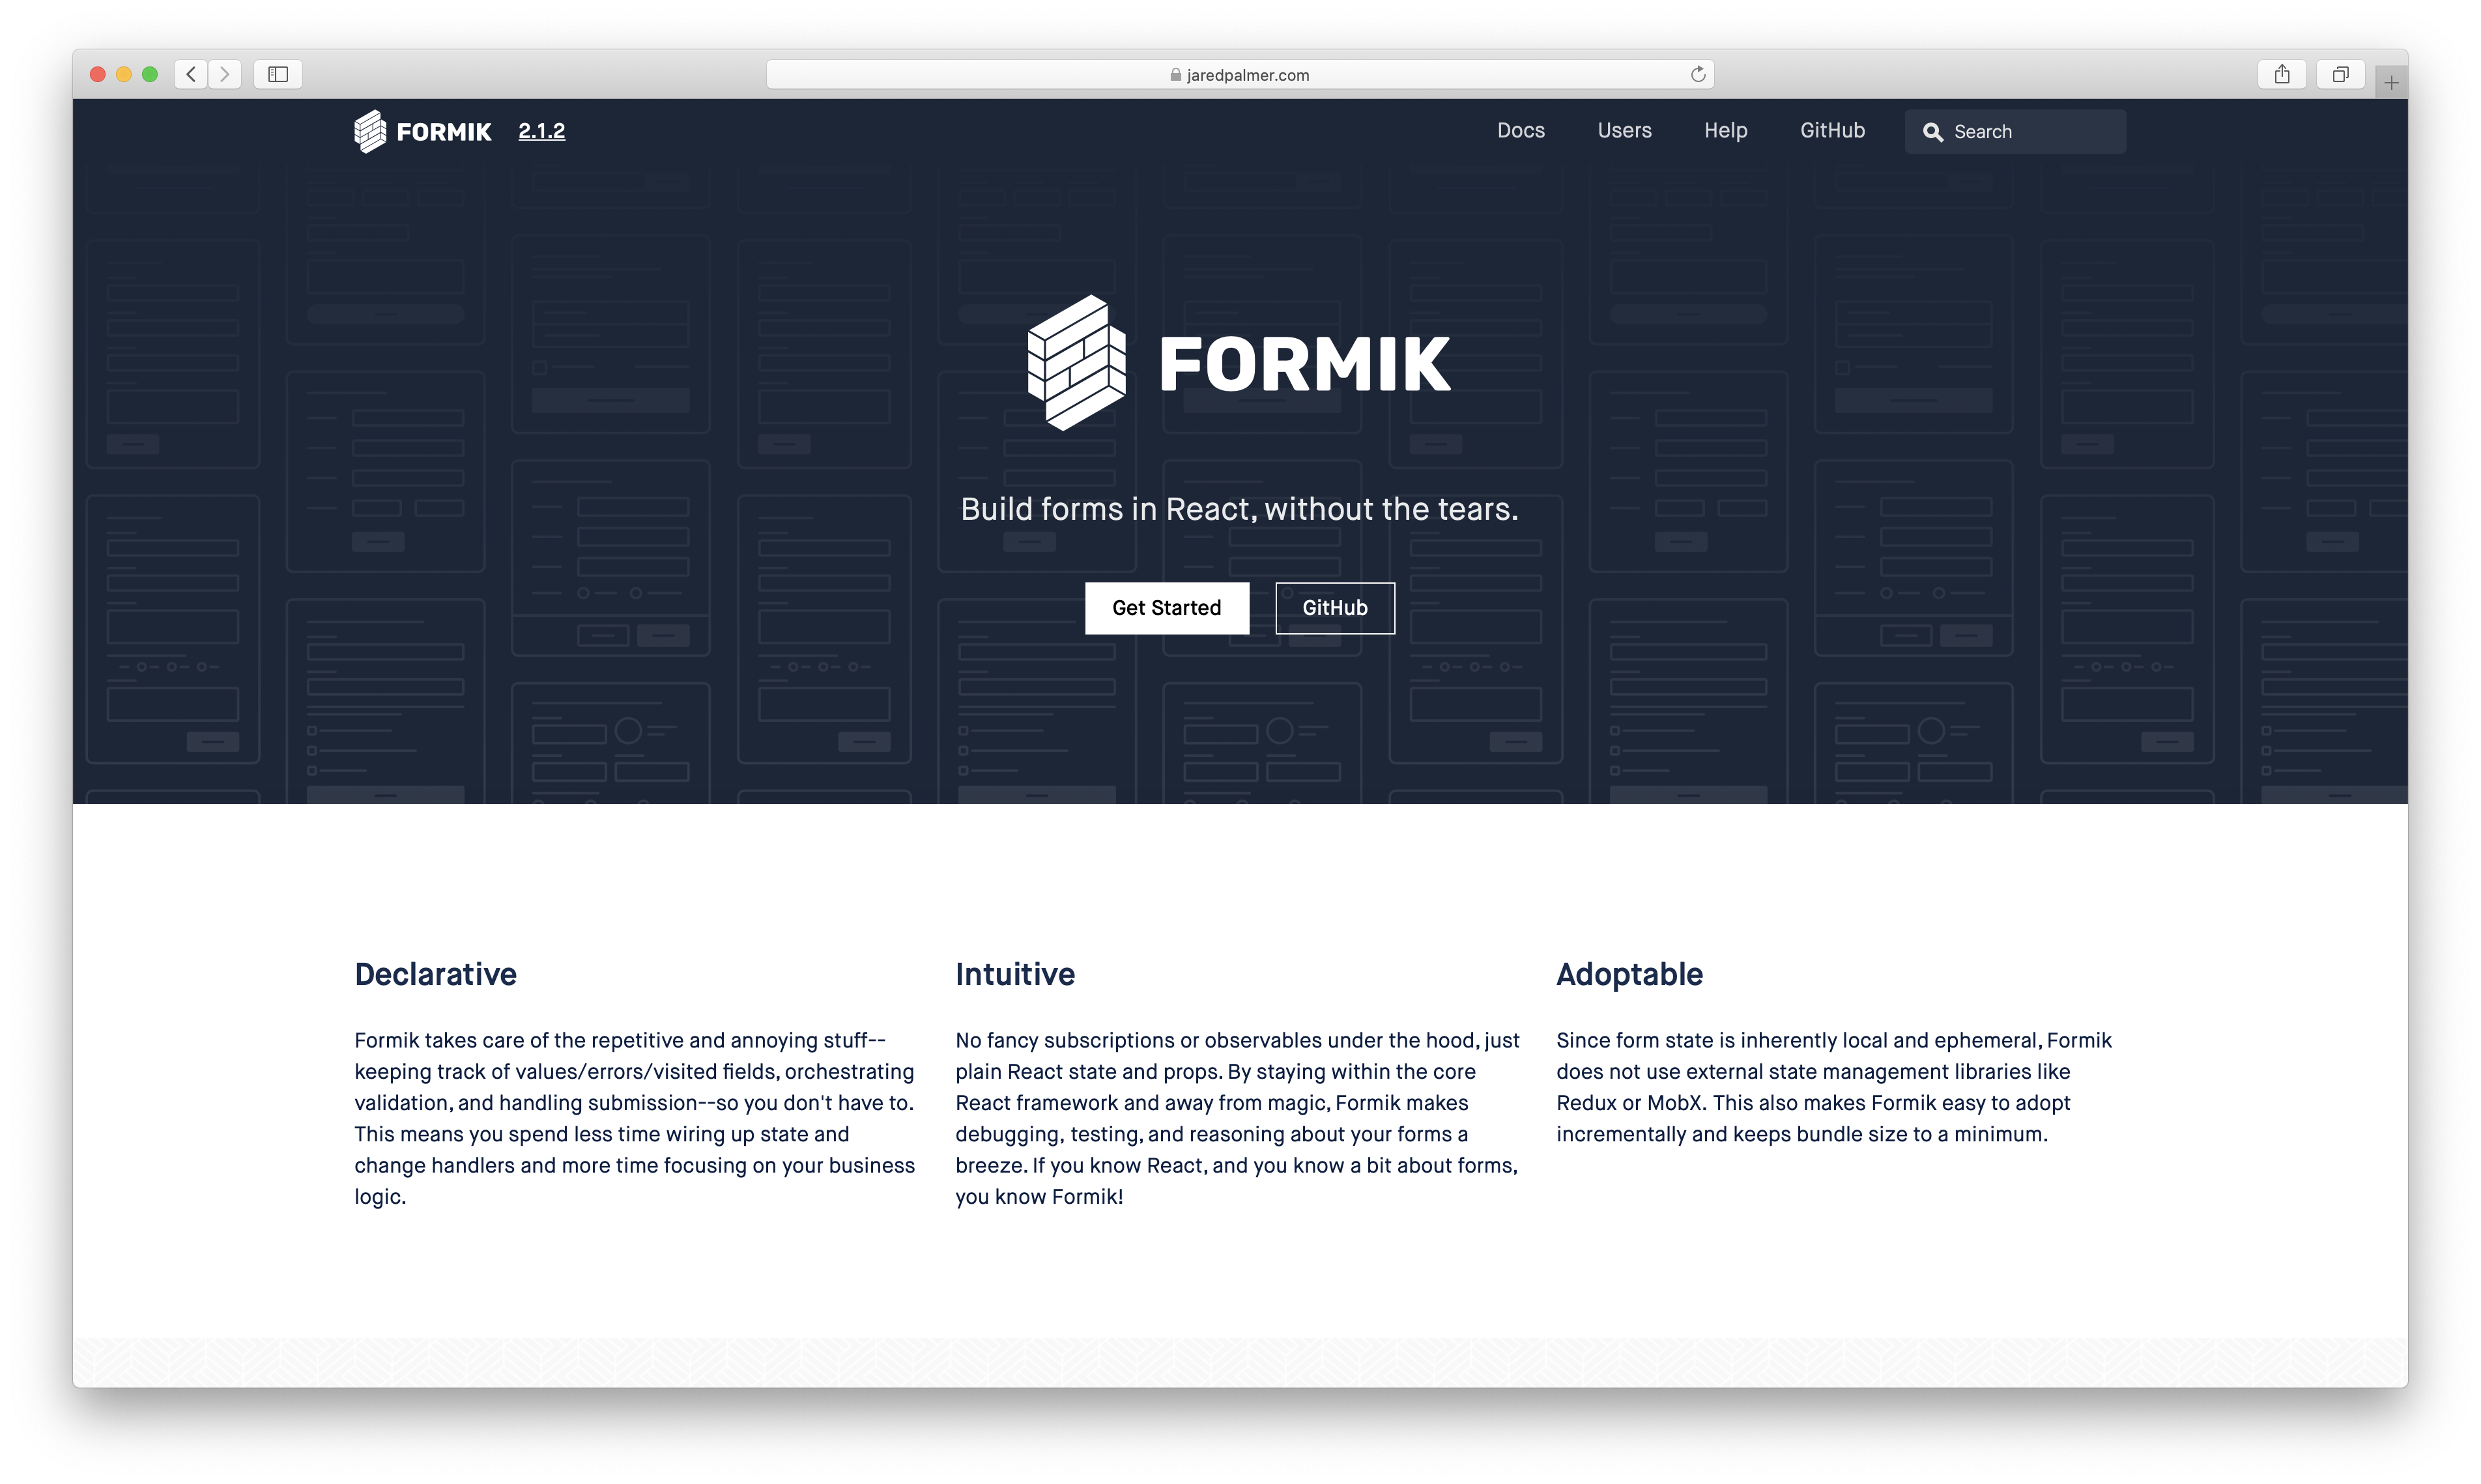 jaredpalmer.com
FORMIK 2.1.2 Docs Users Help GitHub Search
FORMIK
Build forms in React, without the tears.
Get Started GitHub
Declarative
Formik takes care of the repetitive and annoying stuff--
keeping track of values/errors/visited fields, orchestrating
validation, and handling submission--so you don't have to.
This means you spend less time wiring up state and
change handlers and more time focusing on your business
logic.
Intuitive
No fancy subscriptions or observables under the hood, just
plain React state and props. By staying within the core
React framework and away from magic, Formik makes
debugging, testing, and reasoning about your forms a
breeze. If you know React, and you know a bit about forms,
you know Formik!
Adoptable
Since form state is inherently local and ephemeral, Formik
does not use external state management libraries like
Redux or MobX. This also makes Formik easy to adopt
incrementally and keeps bundle size to a minimum.